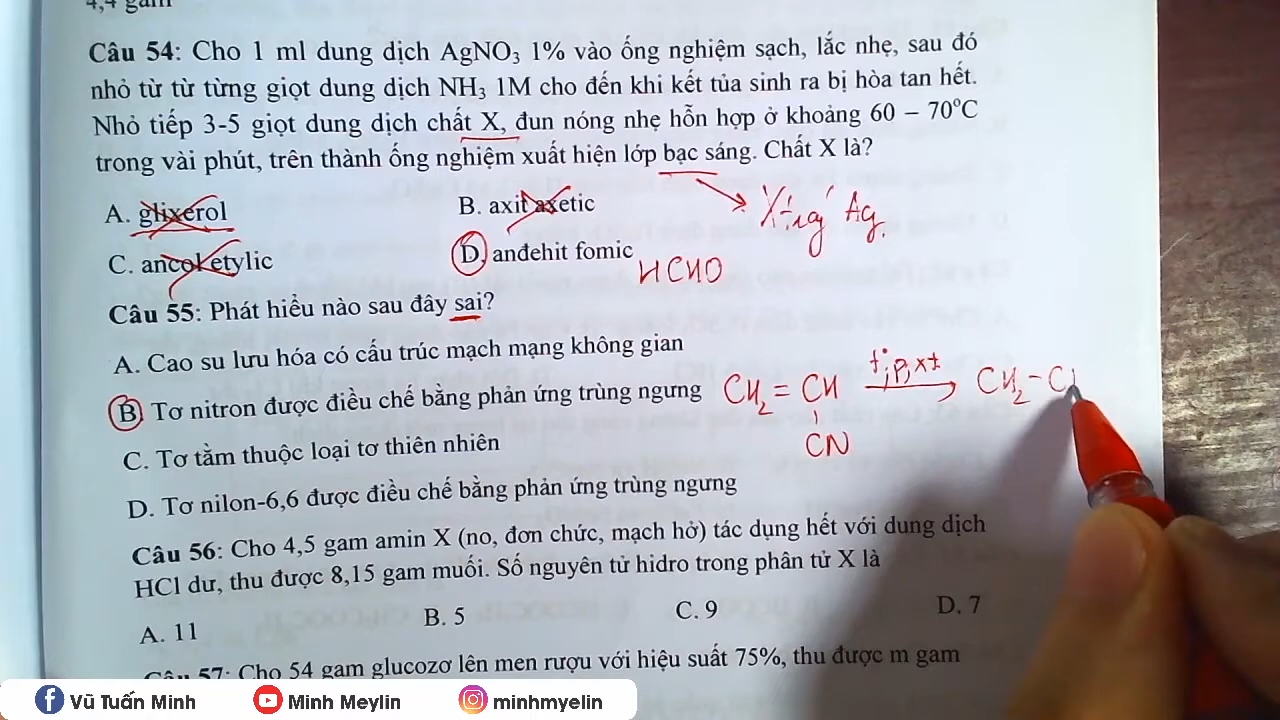 4,4 gam
Câu 54: Cho 1 ml dung dịch AgNO₃ 1% vào ống nghiệm sạch, lắc nhẹ, sau đó
nhỏ từ từ từng giọt dung dịch NH₃ 1M cho đến khi kết tủa sinh ra bị hòa tan hết.
Nhỏ tiếp 3-5 giọt dung dịch chất X, đun nóng nhẹ hỗn hợp ở khoảng 60 – 70ºC
trong vài phút, trên thành ống nghiệm xuất hiện lớp bạc sáng. Chất X là?
A. glixerol B. axit axetic
Ag.
C. ancol etylic D. anđehit fomic
HCHO
Câu 55: Phát hiểu nào sau đây sai?
A. Cao su lưu hóa có cấu trúc mạch mạng không gian
B. Tơ nitron được điều chế bằng phản ứng trùng ngưng CH₂ = CH t°, P, xt CH₂ – C
CN
C. Tơ tằm thuộc loại tơ thiên nhiên
D. Tơ nilon-6,6 được điều chế bằng phản ứng trùng ngưng
Câu 56: Cho 4,5 gam amin X (no, đơn chức, mạch hở) tác dụng hết với dung dịch
HCl dư, thu được 8,15 gam muối. Số nguyên tử hidro trong phân tử X là
A. 11 B. 5 C. 9 D. 7
Câu 57: Cho 54 gam glucozơ lên men rượu với hiệu suất 75%, thu được m gam
Vũ Tuấn Minh Minh Meylin minhmyelin